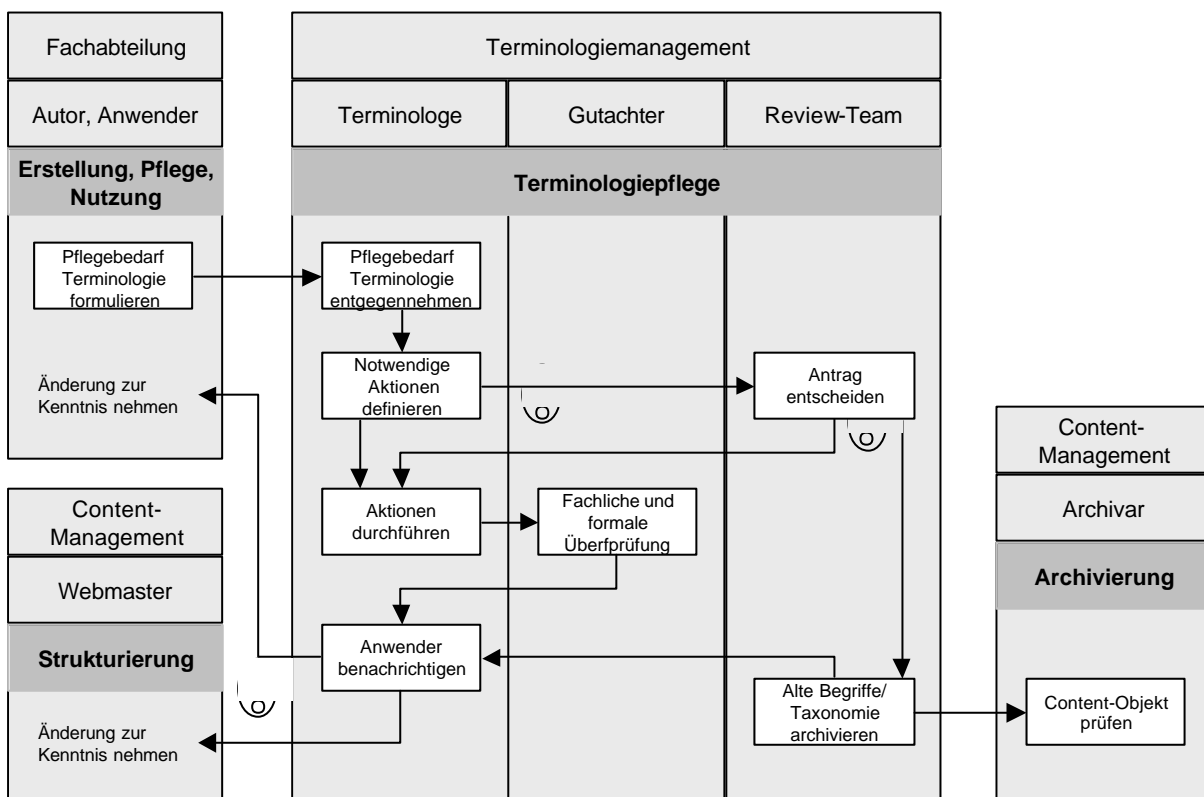 Fachabteilung
Autor, Anwender
Erstellung, Pflege,
Nutzung
Pflegebedarf
Terminologie
formulieren
Änderung zur
Kenntnis nehmen
Content-
Management
Webmaster
Strukturierung
Änderung zur
Kenntnis nehmen
Terminologiemanagement
Terminologe
Gutachter
Review-Team
Terminologiepflege
Pflegebedarf
Terminologie
entgegennehmen
Notwendige
Aktionen
definieren
Antrag
entscheiden
Aktionen
durchführen
Fachliche und
formale
Überfprüfung
Anwender
benachrichtigen
Alte Begriffe/
Taxonomie
archivieren
Content-
Management
Archivar
Archivierung
Content-Objekt
prüfen